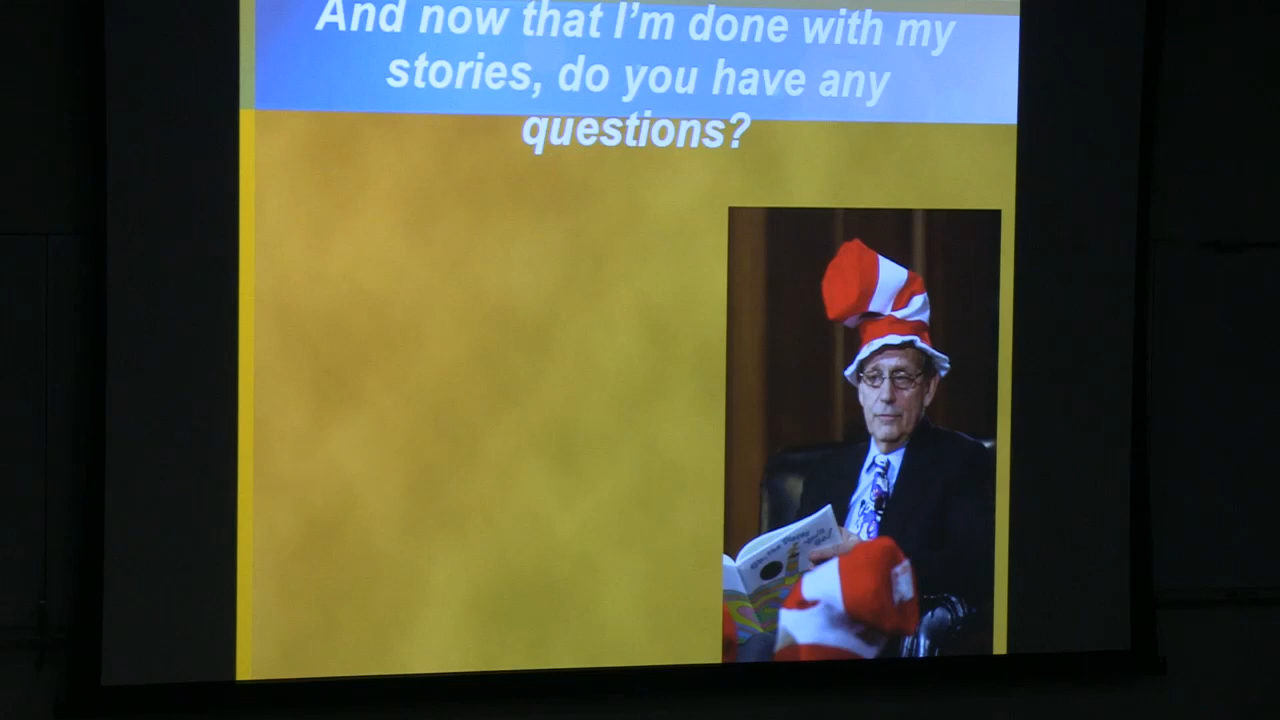 And now that I'm done with my
stories, do you have any
questions?